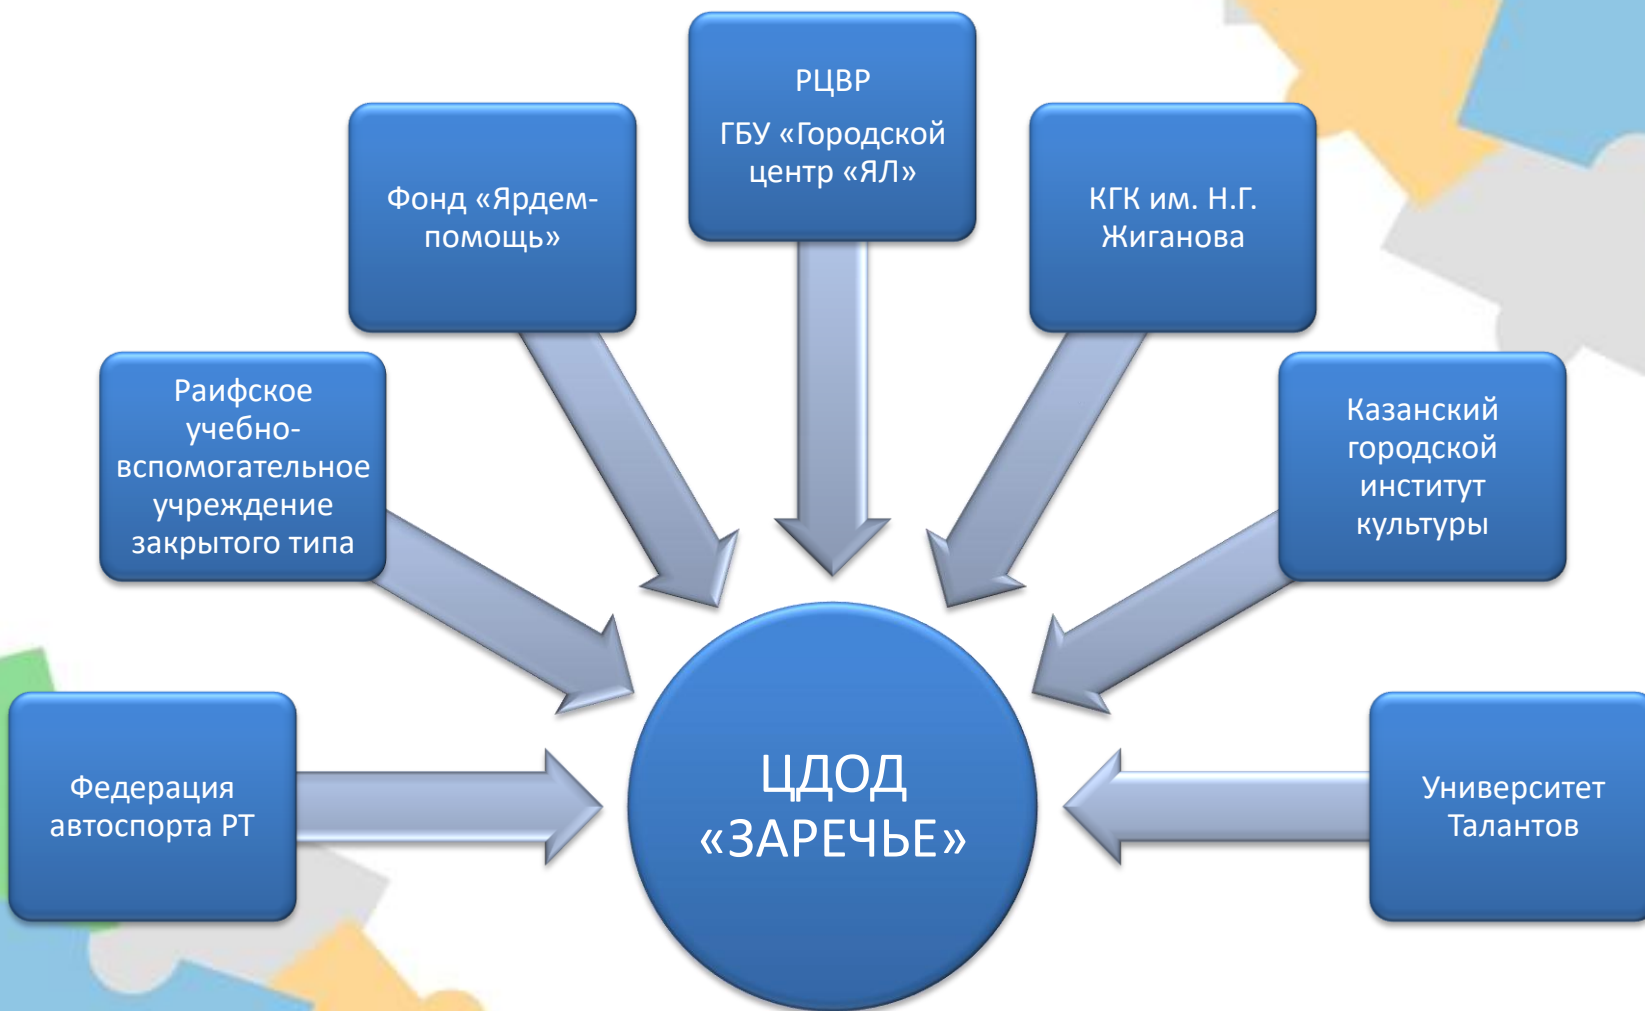 РЦВР
ГБУ «Городской
центр «ЯЛ»
Фонд «Ярдем-
помощь»
КГК им. Н.Г.
Жиганова
Раифское
учебно-
вспомогательное
учреждение
закрытого типа
Казанский
городской
институт
культуры
Федерация
автоспорта РТ
ЦДОД
«ЗАРЕЧЬЕ»
Университет
Талантов